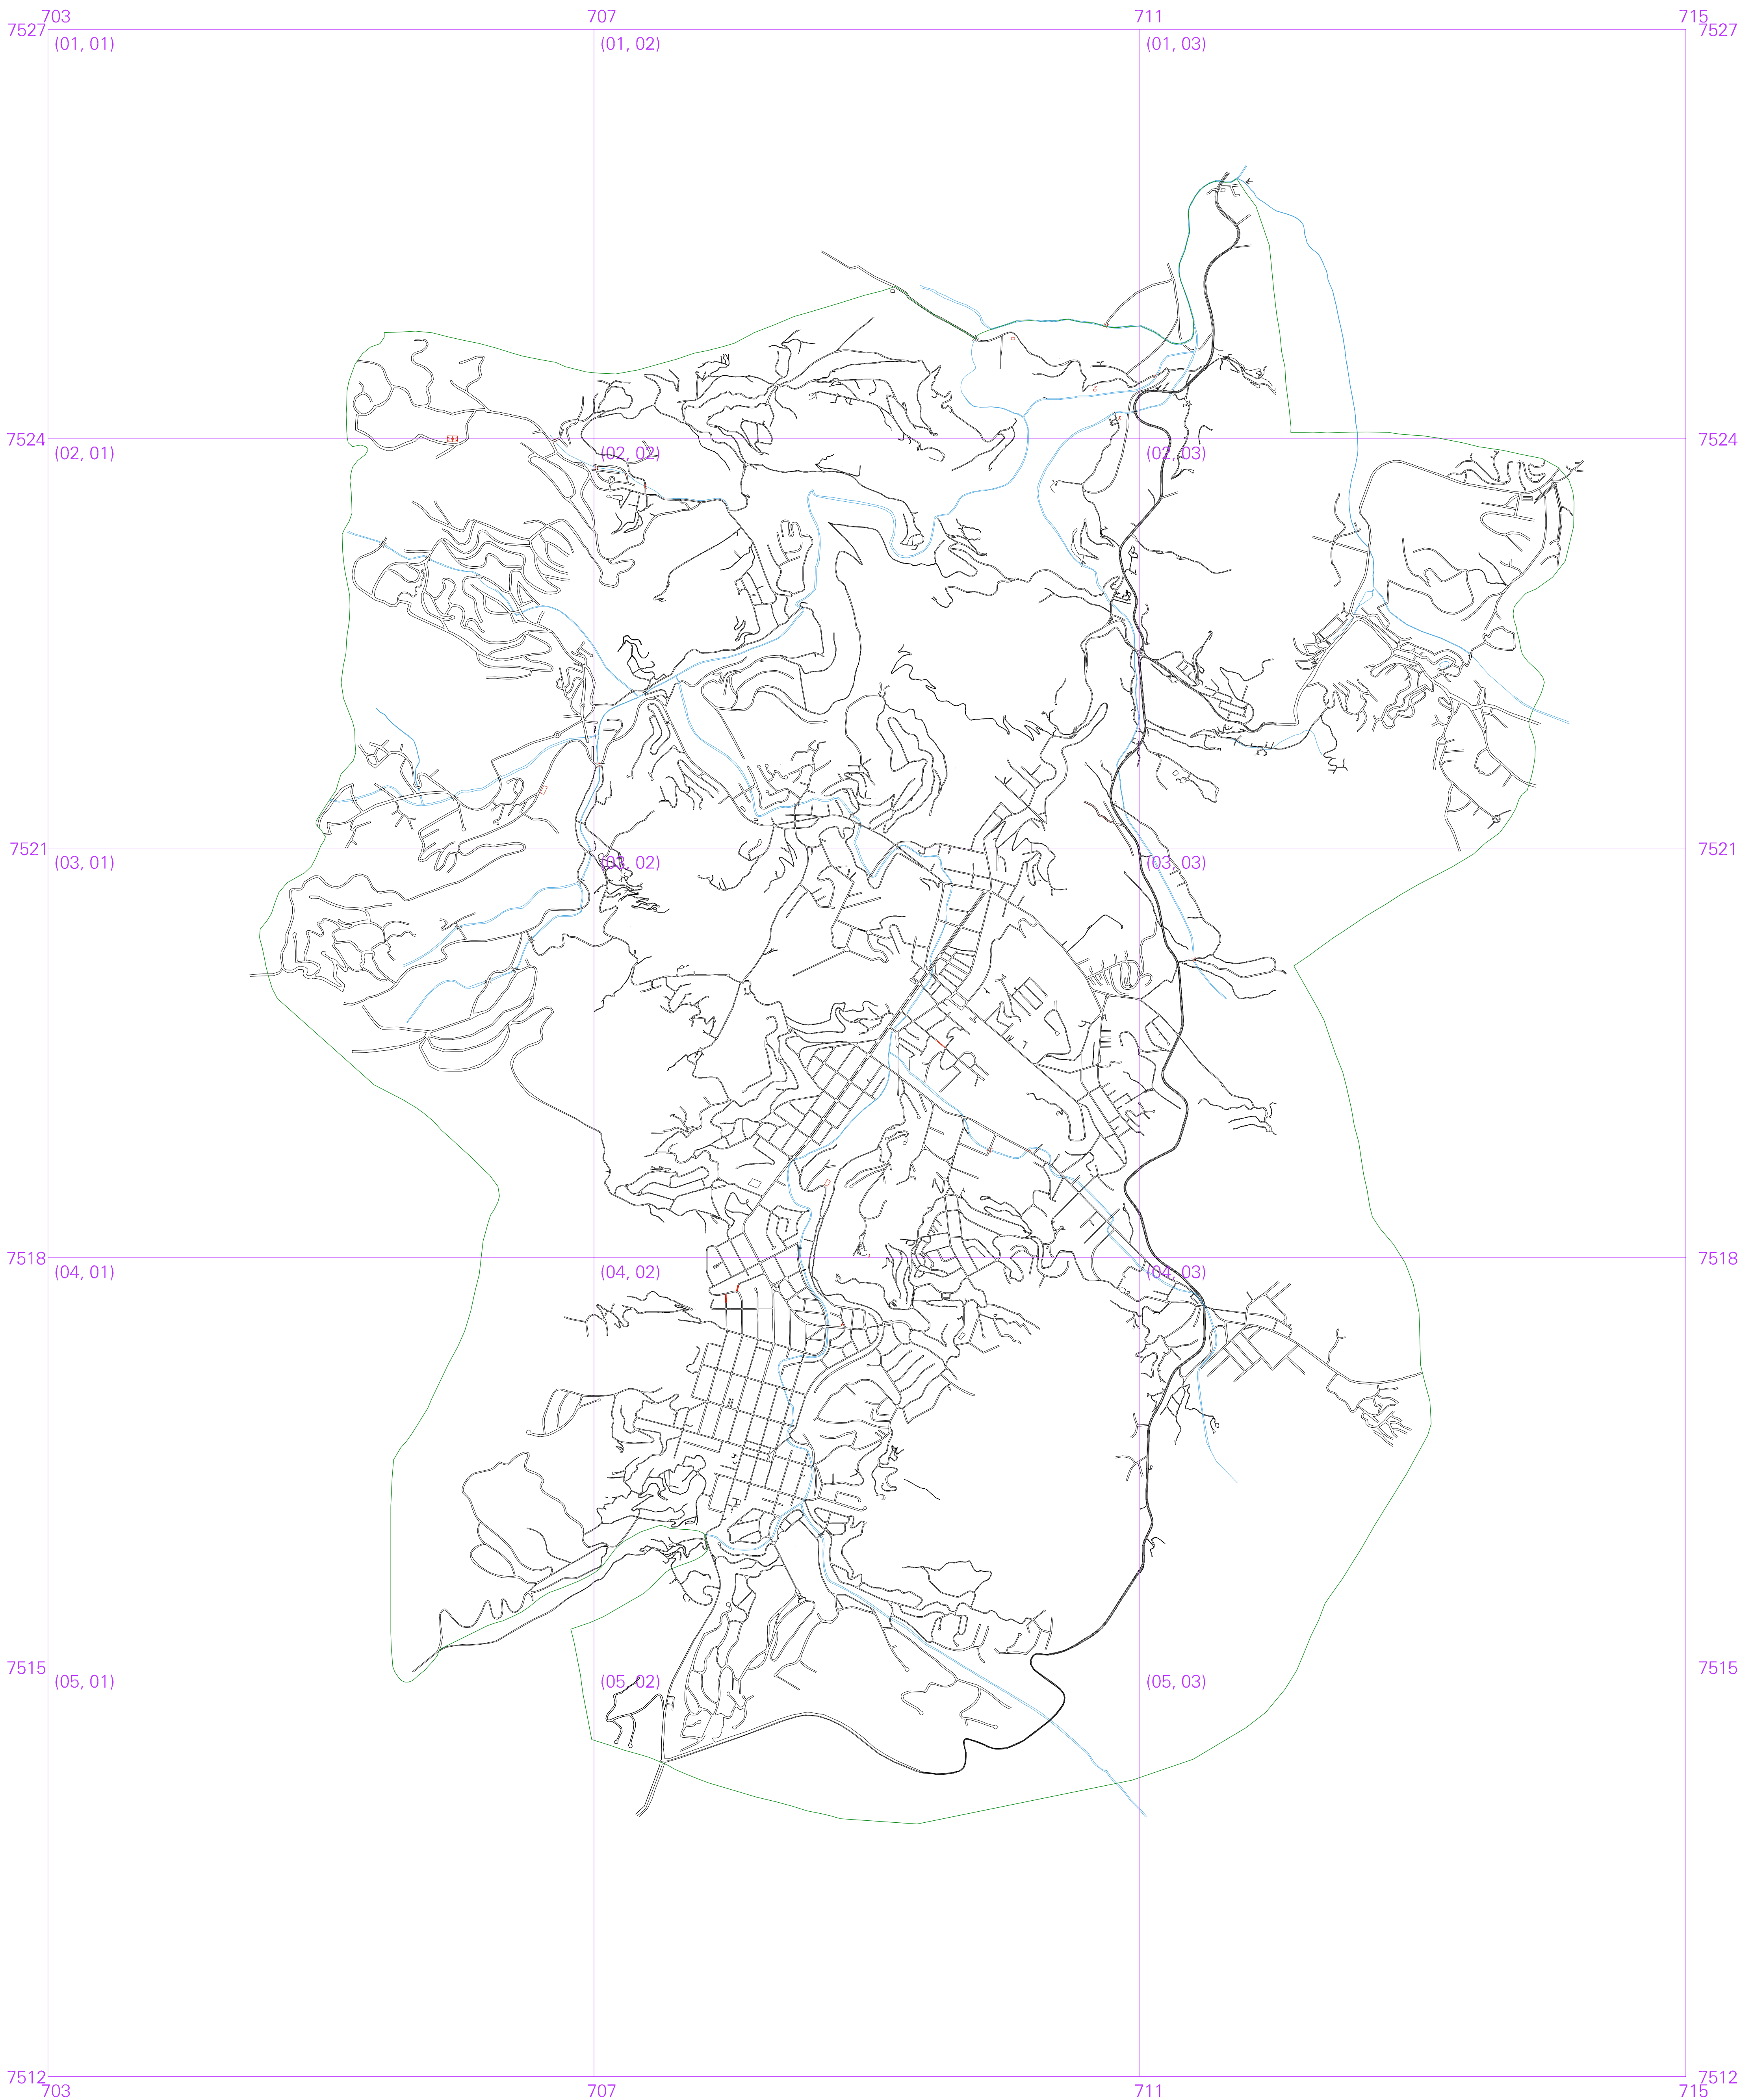 703 707 711 715
7527 7527
(01, 01) (01, 02) (01, 03)
7524 7524
(02, 01) (02, 02) (02, 03)
7521 7521
(03, 01) (03, 02) (03, 03)
7518 7518
(04, 01) (04, 02) (04, 03)
7515 7515
(05, 01) (05, 02) (05, 03)
7512 7512
703 707 711 715